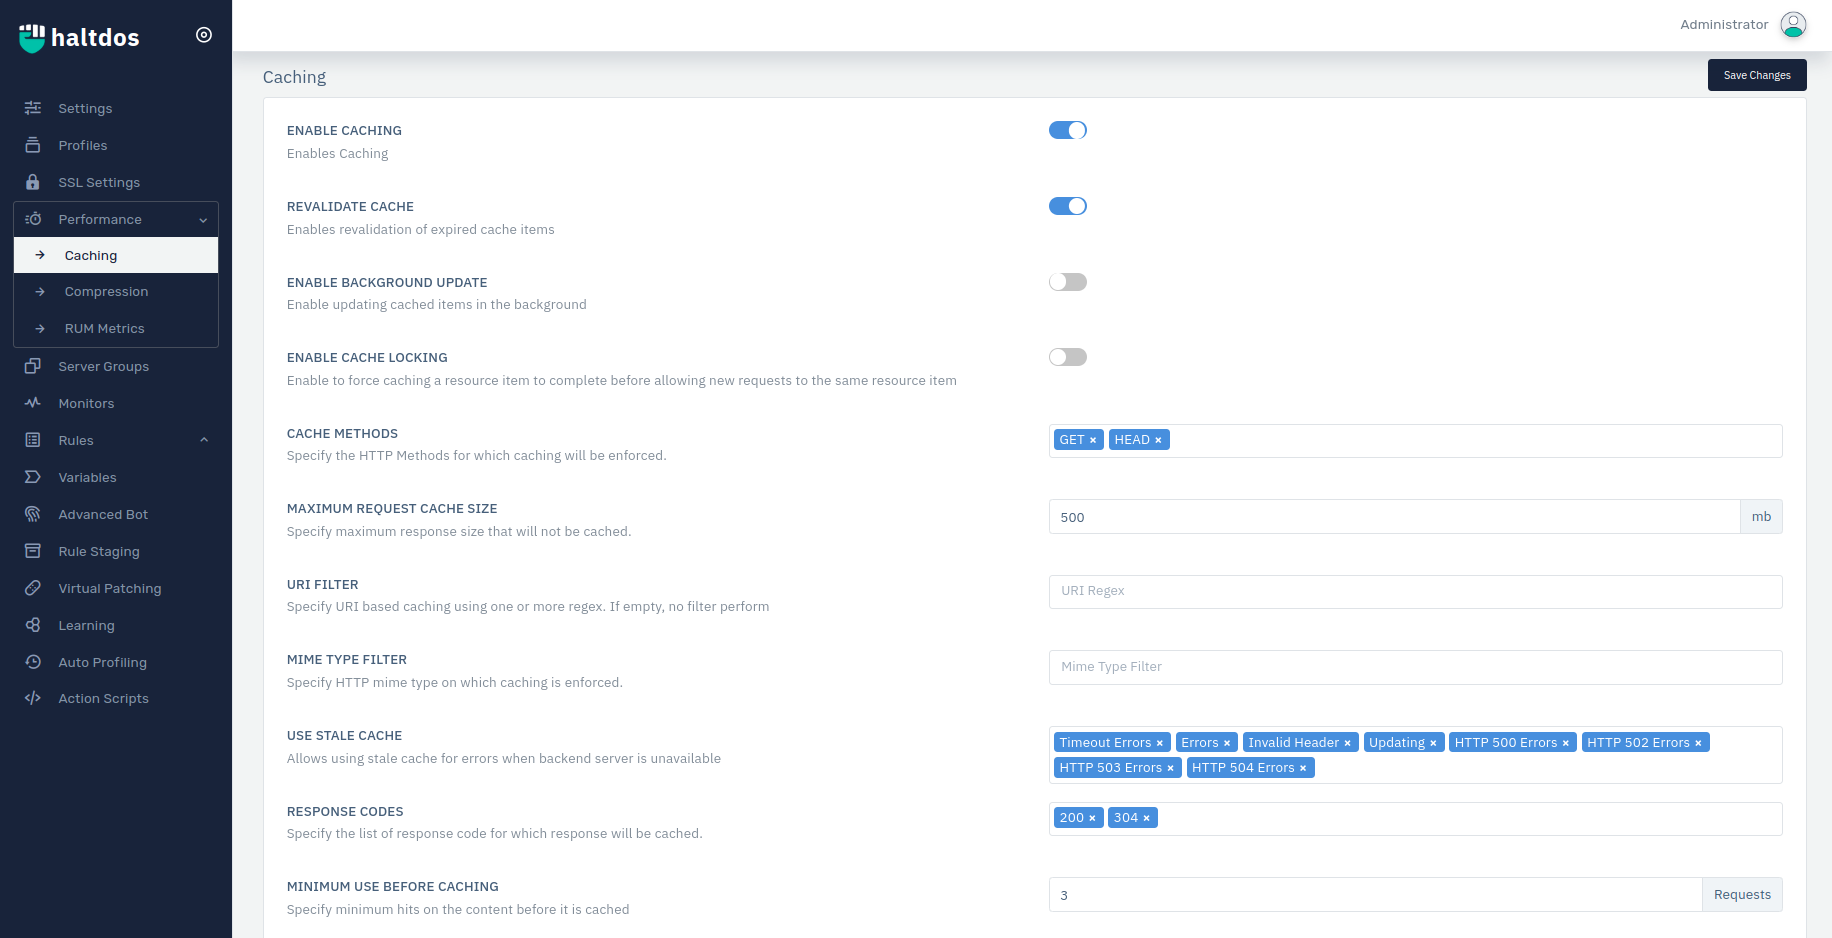 haltdos
Administrator
Settings
Profiles
SSL Settings
Performance
Caching
Compression
RUM Metrics
Server Groups
Monitors
Rules
Variables
Advanced Bot
Rule Staging
Virtual Patching
Learning
Auto Profiling
Action Scripts
Caching
Save Changes
ENABLE CACHING
Enables Caching
REVALIDATE CACHE
Enables revalidation of expired cache items
ENABLE BACKGROUND UPDATE
Enable updating cached items in the background
ENABLE CACHE LOCKING
Enable to force caching a resource item to complete before allowing new requests to the same resource item
CACHE METHODS
Specify the HTTP Methods for which caching will be enforced.
GET × HEAD ×
MAXIMUM REQUEST CACHE SIZE
Specify maximum response size that will not be cached.
500 mb
URI FILTER
Specify URI based caching using one or more regex. If empty, no filter perform
URI Regex
MIME TYPE FILTER
Specify HTTP mime type on which caching is enforced.
Mime Type Filter
USE STALE CACHE
Allows using stale cache for errors when backend server is unavailable
Timeout Errors × Errors × Invalid Header × Updating × HTTP 500 Errors × HTTP 502 Errors ×
HTTP 503 Errors × HTTP 504 Errors ×
RESPONSE CODES
Specify the list of response code for which response will be cached.
200 × 304 ×
MINIMUM USE BEFORE CACHING
Specify minimum hits on the content before it is cached
3 Requests